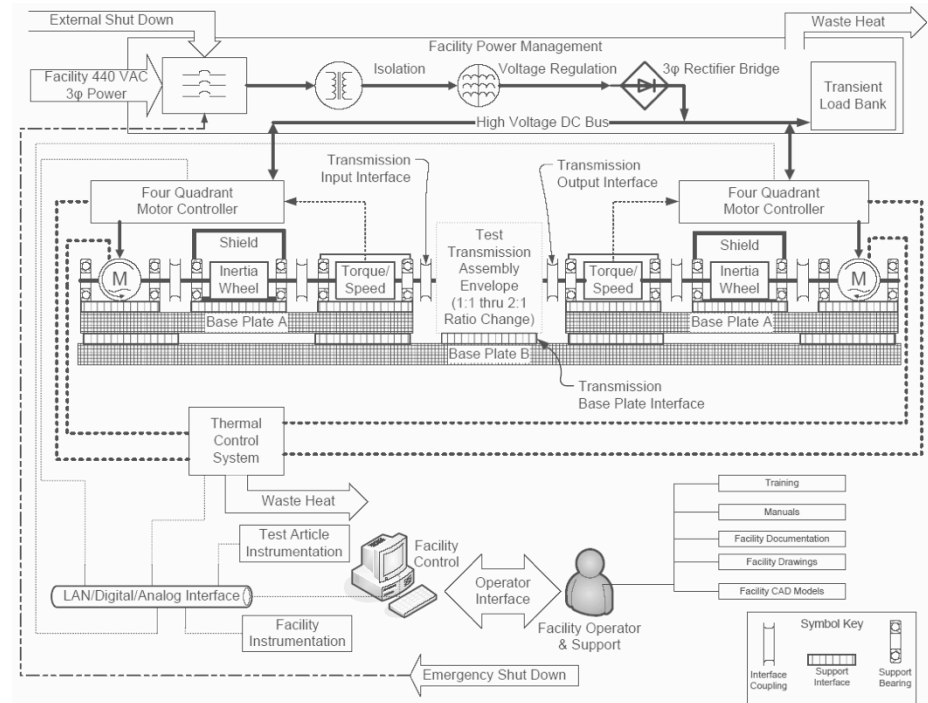 External Shut Down
Waste Heat
Facility Power Management
Facility 440 VAC
3φ Power
Isolation
Voltage Regulation
3φ Rectifier Bridge
Transient
Load Bank
High Voltage DC Bus
Transmission
Input Interface
Transmission
Output Interface
Four Quadrant
Motor Controller
Four Quadrant
Motor Controller
Test
Transmission
Assembly
Envelope
(1:1 thru 2:1
Ratio Change)
Shield
Shield
M
Inertia
Wheel
Torque/
Speed
Torque/
Speed
Inertia
Wheel
M
Base Plate A
Base Plate A
Base Plate B
Transmission
Base Plate Interface
Thermal
Control
System
Waste Heat
Test Article
Instrumentation
Facility
Control
LAN/Digital/Analog Interface
Facility
Instrumentation
Operator
Interface
Facility Operator
& Support
Training
Manuals
Facility Documentation
Facility Drawings
Facility CAD Models
Emergency Shut Down
Symbol Key
Interface
Coupling
Support
Interface
Support
Bearing